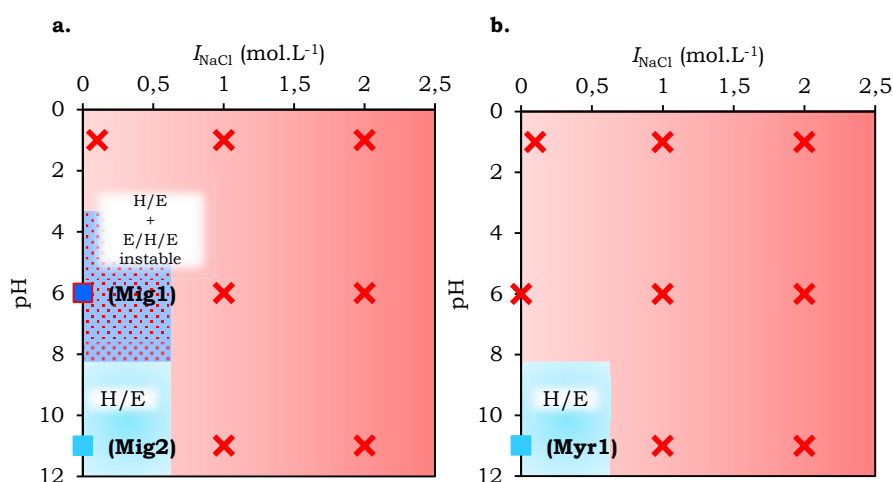 a.
I_NaCl (mol.L-1)
0 0,5 1 1,5 2 2,5
0
2
4
6
8
10
12
pH
H/E
+
E/H/E
instable
(Mig1)
H/E
(Mig2)
b.
I_NaCl (mol.L-1)
0 0,5 1 1,5 2 2,5
0
2
4
6
8
10
12
pH
H/E
(Myr1)